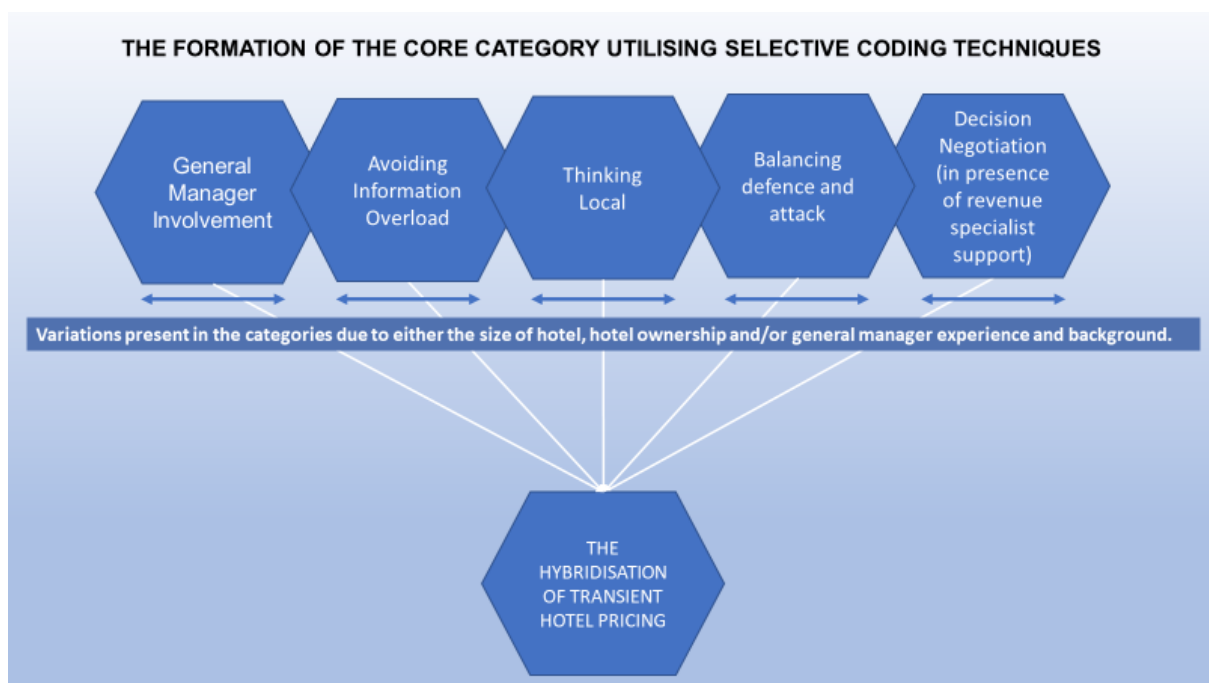 THE FORMATION OF THE CORE CATEGORY UTILISING SELECTIVE CODING TECHNIQUES
General
Manager
Involvement
Avoiding
Information
Overload
Thinking
Local
Balancing
defence and
attack
Decision
Negotiation
(in presence
of revenue
specialist
support)
Variations present in the categories due to either the size of hotel, hotel ownership and/or general manager experience and background.
THE
HYBRIDISATION
OF TRANSIENT
HOTEL PRICING